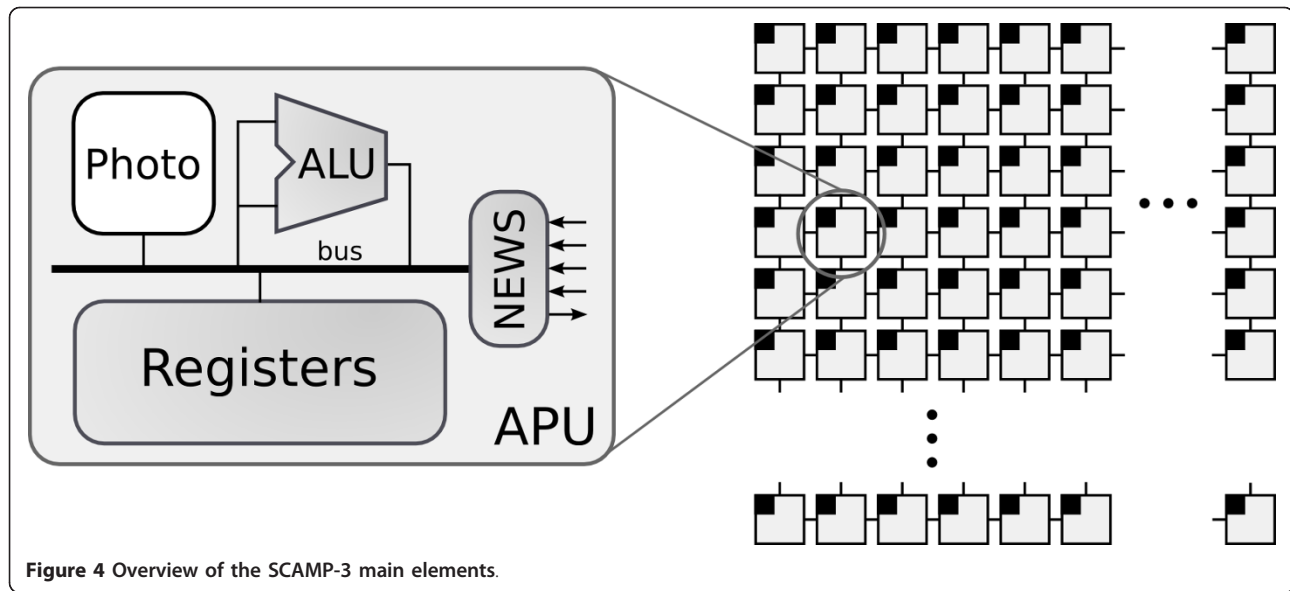 Photo
ALU
bus
NEWS
Registers
APU
Figure 4 Overview of the SCAMP-3 main elements.